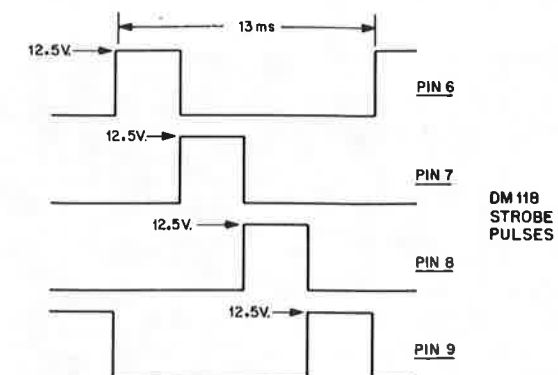 13 ms
12.5V.
PIN 6
12.5V.
PIN 7
DM 118
STROBE
PULSES
12.5V.
PIN 8
12.5V.
PIN 9